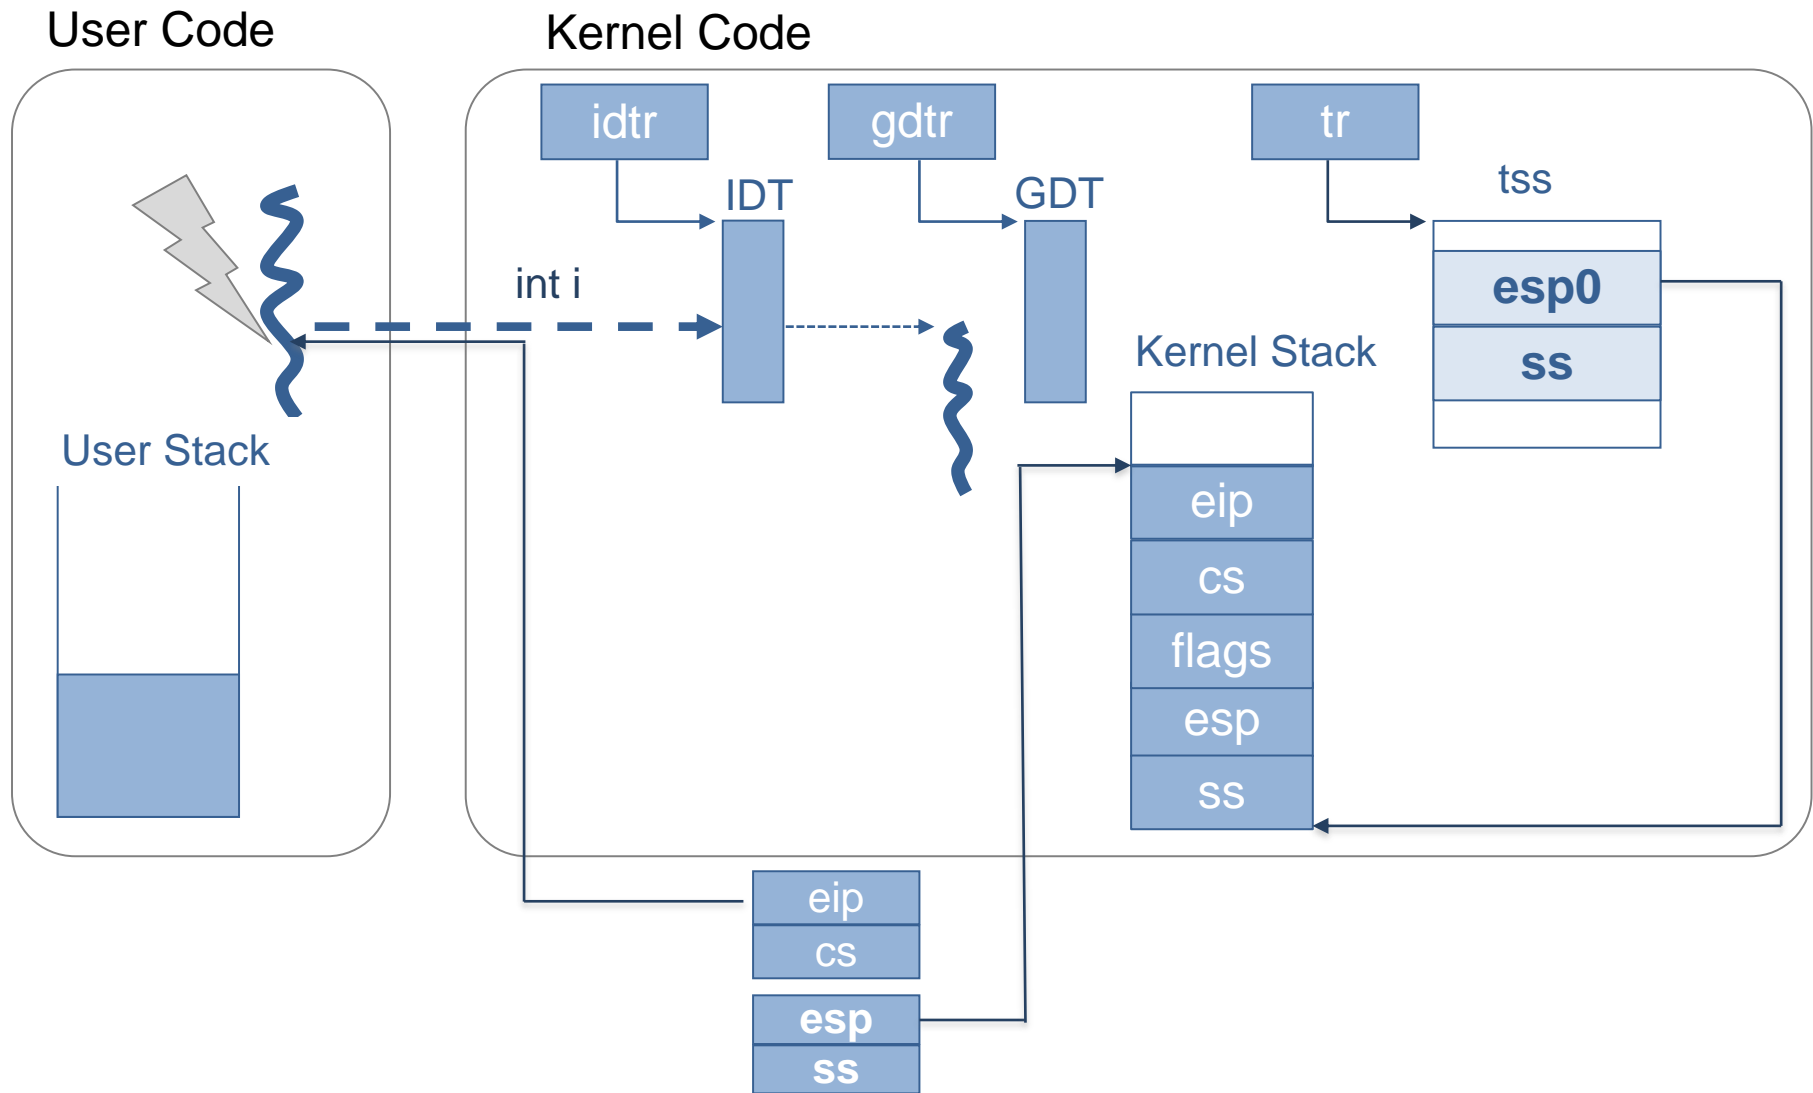 User Code
Kernel Code
idtr
gdtr
tr
IDT
GDT
tss
int i
esp0
ss
Kernel Stack
User Stack
eip
cs
flags
esp
ss
eip
cs
esp
ss